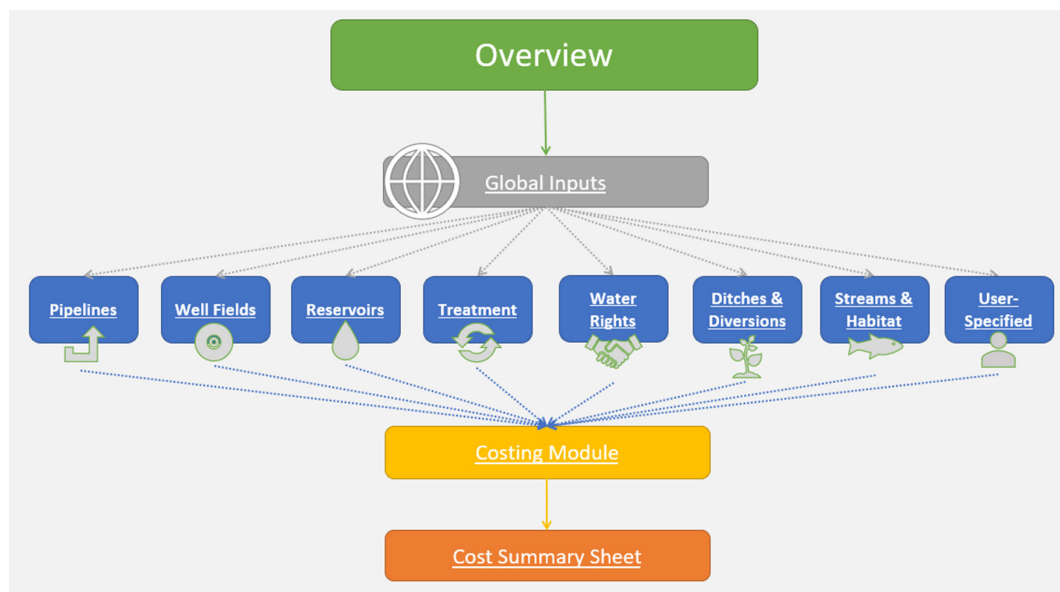 Overview
Global Inputs
Pipelines
Well Fields
Reservoirs
Treatment
Water
Rights
Ditches &
Diversions
Streams &
Habitat
User-
Specified
Costing Module
Cost Summary Sheet